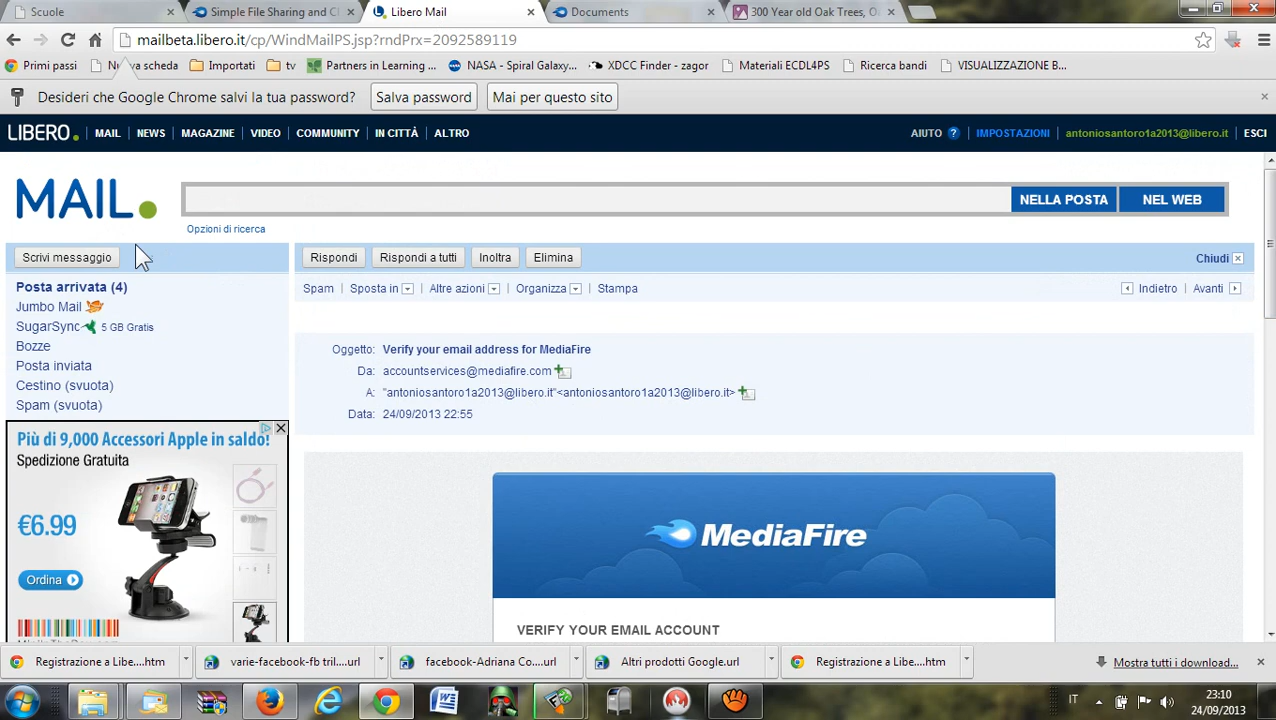 Scuole
Simple File Sharing and Cl
Libero Mail
Documents
300 Year old Oak Trees, O
mailbeta.libero.it/cp/WindMailPS.jsp?rndPrx=2092589119
Primi passi
Nuova scheda
Importati
tv
Partners in Learning ...
NASA - Spiral Galaxy...
XDCC Finder - zagor
Materiali ECDL4PS
Ricerca bandi
VISUALIZZAZIONE B...
Desideri che Google Chrome salvi la tua password?
Salva password
Mai per questo sito
LIBERO
MAIL
NEWS
MAGAZINE
VIDEO
COMMUNITY
IN CITTÀ
ALTRO
AIUTO ?
IMPOSTAZIONI
antoniosantoro1a2013@libero.it
ESCI
MAIL
NELLA POSTA
NEL WEB
Opzioni di ricerca
Scrivi messaggio
Rispondi
Rispondi a tutti
Inoltra
Elimina
Chiudi
Posta arrivata (4)
Spam
Sposta in
Altre azioni
Organizza
Stampa
Indietro
Avanti
Jumbo Mail
SugarSync 5 GB Gratis
Bozze
Posta inviata
Cestino (svuota)
Spam (svuota)
Oggetto: Verify your email address for MediaFire
Da: accountservices@mediafire.com
A: "antoniosantoro1a2013@libero.it"<antoniosantoro1a2013@libero.it>
Data: 24/09/2013 22:55
Più di 9,000 Accessori Apple in saldo!
Spedizione Gratuita
€6.99
Ordina
MediaFire
VERIFY YOUR EMAIL ACCOUNT
Registrazione a Libe....htm
varie-facebook-fb tril....url
facebook-Adriana Co....url
Altri prodotti Google.url
Registrazione a Libe....htm
Mostra tutti i download...
IT
23:10
24/09/2013